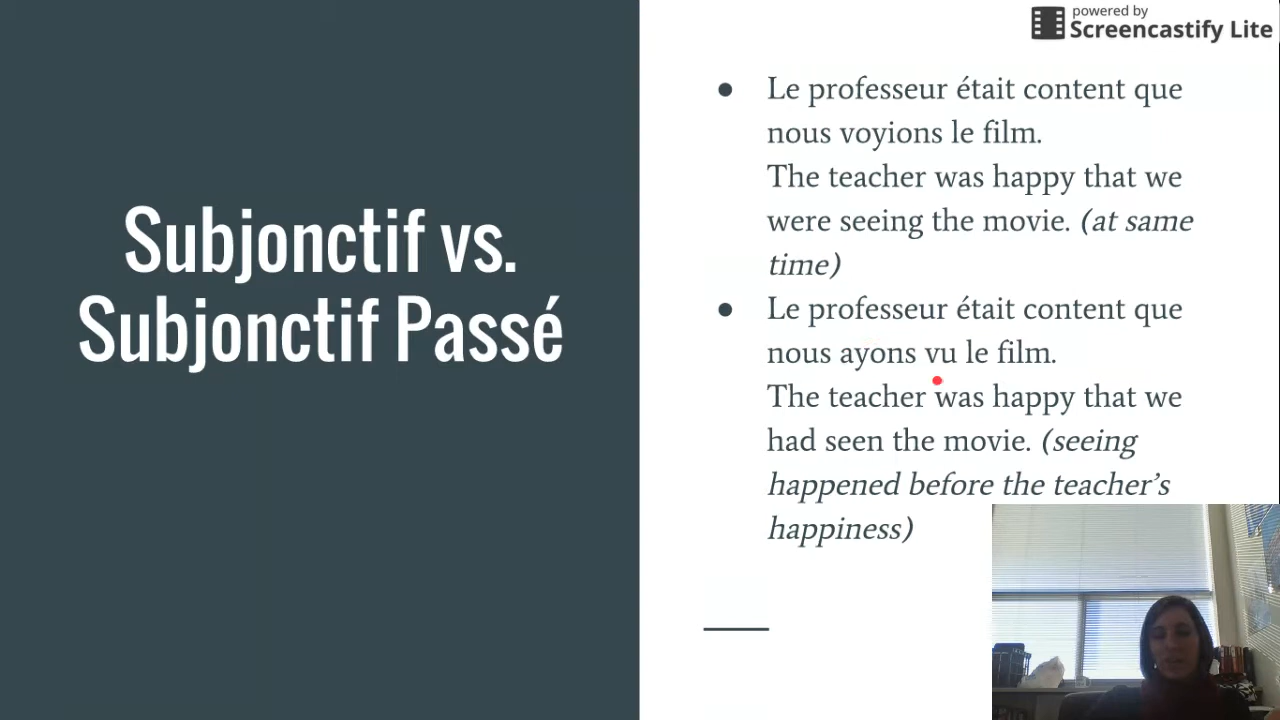 powered by
Screencastify Lite
Subjonctif vs.
Subjonctif Passé
● Le professeur était content que
nous voyions le film.
The teacher was happy that we
were seeing the movie. (at same
time)
● Le professeur était content que
nous ayons vu le film.
The teacher was happy that we
had seen the movie. (seeing
happened before the teacher’s
happiness)